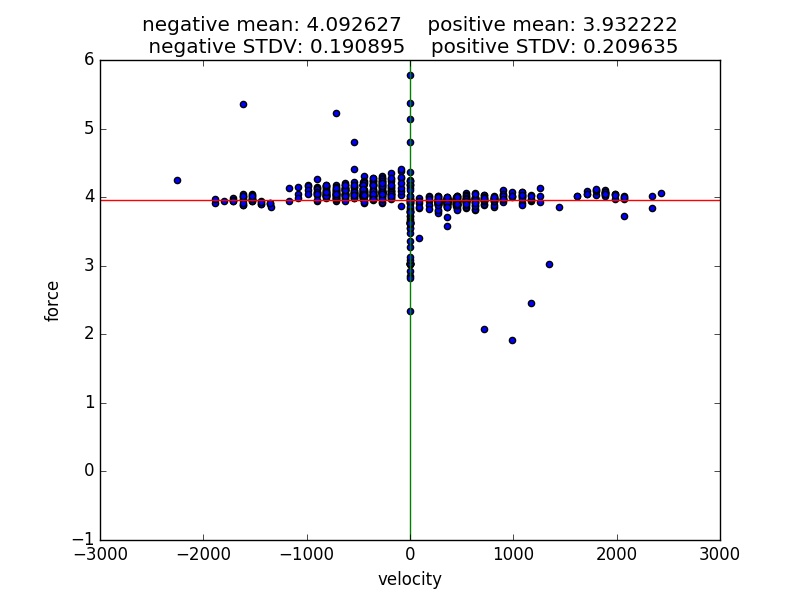 negative mean: 4.092627    positive mean: 3.932222
negative STDV: 0.190895    positive STDV: 0.209635
6
5
4
3
2
1
0
−1
force
−3000 −2000 −1000 0 1000 2000 3000
velocity